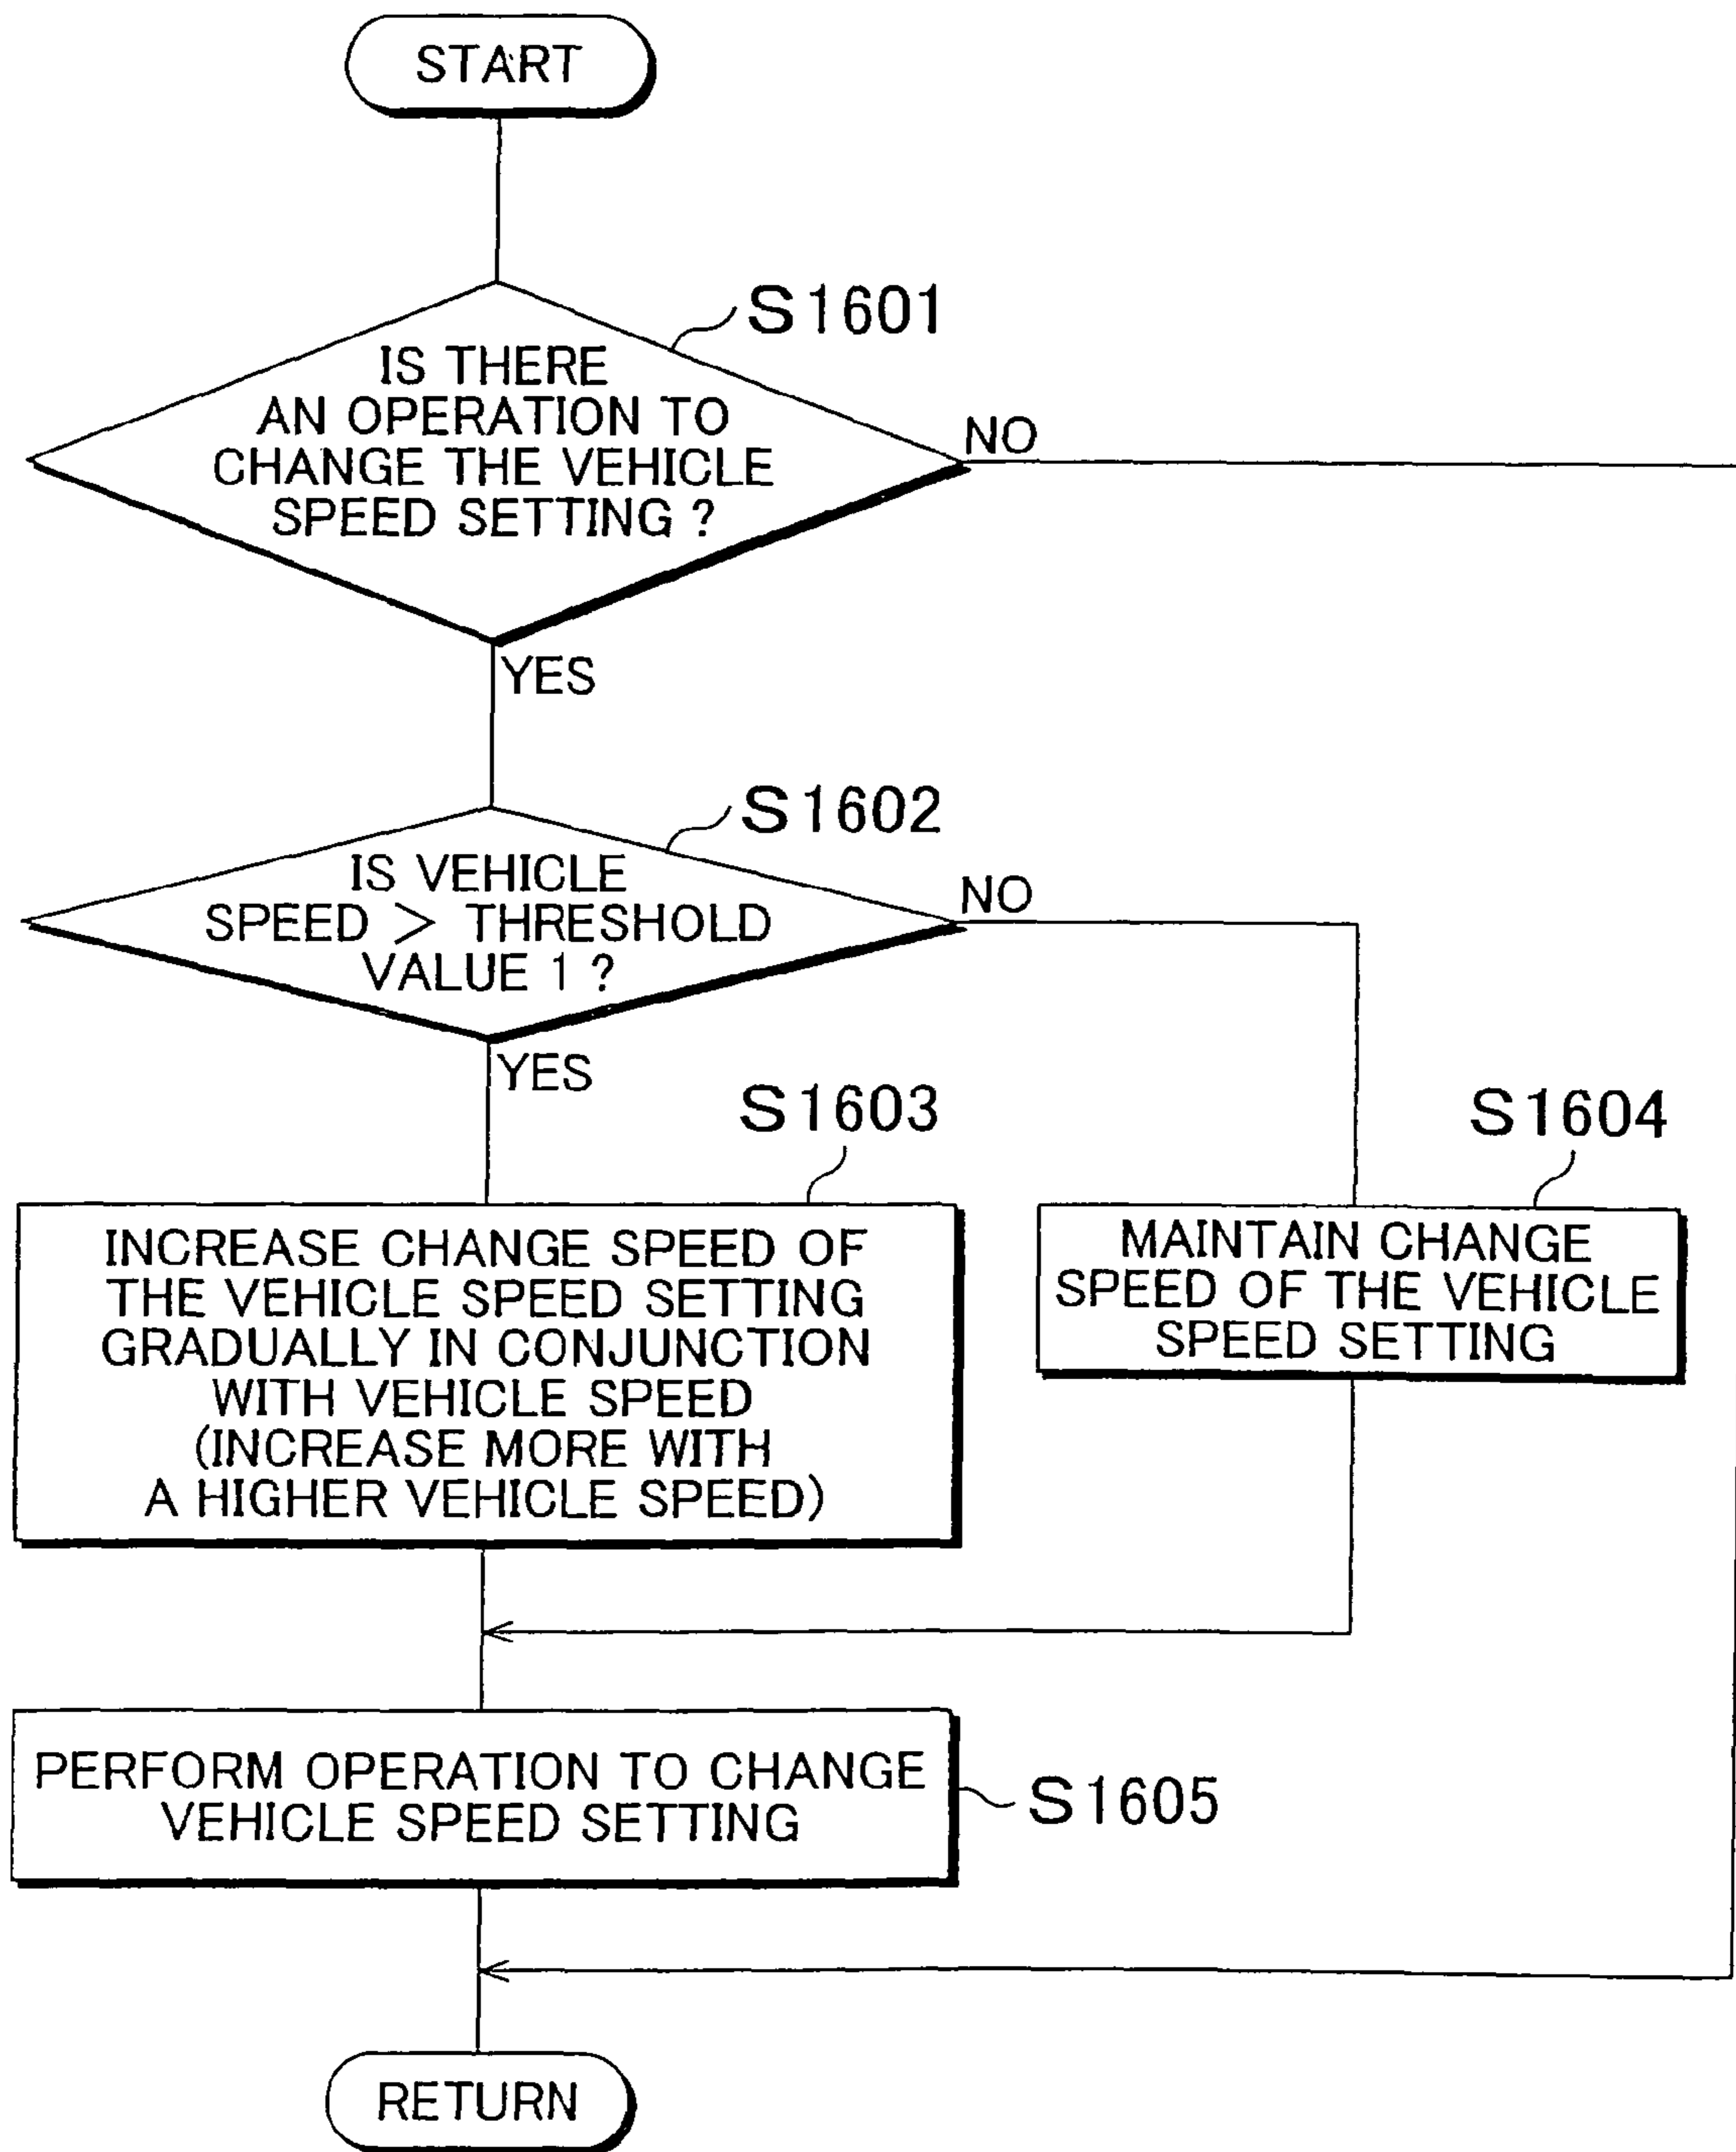 START
S1601
IS THERE
AN OPERATION TO
CHANGE THE VEHICLE
SPEED SETTING ?
NO
YES
S1602
IS VEHICLE
SPEED > THRESHOLD
VALUE 1 ?
NO
YES
S1603
S1604
INCREASE CHANGE SPEED OF
THE VEHICLE SPEED SETTING
GRADUALLY IN CONJUNCTION
WITH VEHICLE SPEED
(INCREASE MORE WITH
A HIGHER VEHICLE SPEED)
MAINTAIN CHANGE
SPEED OF THE VEHICLE
SPEED SETTING
PERFORM OPERATION TO CHANGE
VEHICLE SPEED SETTING
S1605
RETURN